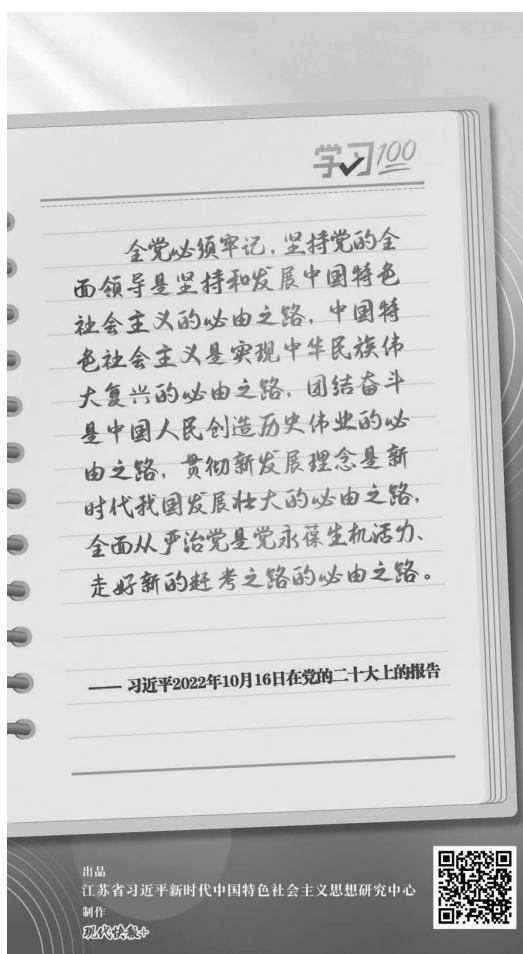 学习100
全党必须牢记，坚持党的全
面领导是坚持和发展中国特色
社会主义的必由之路，中国特
色社会主义是实现中华民族伟
大复兴的必由之路，团结奋斗
是中国人民创造历史伟业的必
由之路，贯彻新发展理念是新
时代我国发展壮大的必由之路，
全面从严治党是党永葆生机活力、
走好新的赶考之路的必由之路。
—— 习近平2022年10月16日在党的二十大上的报告
出品
江苏省习近平新时代中国特色社会主义思想研究中心
制作
现代快报+